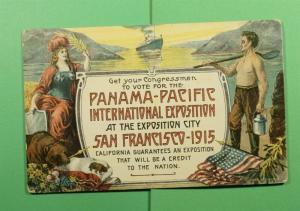 Get your Congressmen
TO VOTE FOR THE
PANAMA-PACIFIC
INTERNATIONAL EXPOSITION
AT THE EXPOSITION CITY
SAN FRANCISCO-1915
CALIFORNIA GUARANTEES AN EXPOSITION
THAT WILL BE A CREDIT
TO THE NATION.